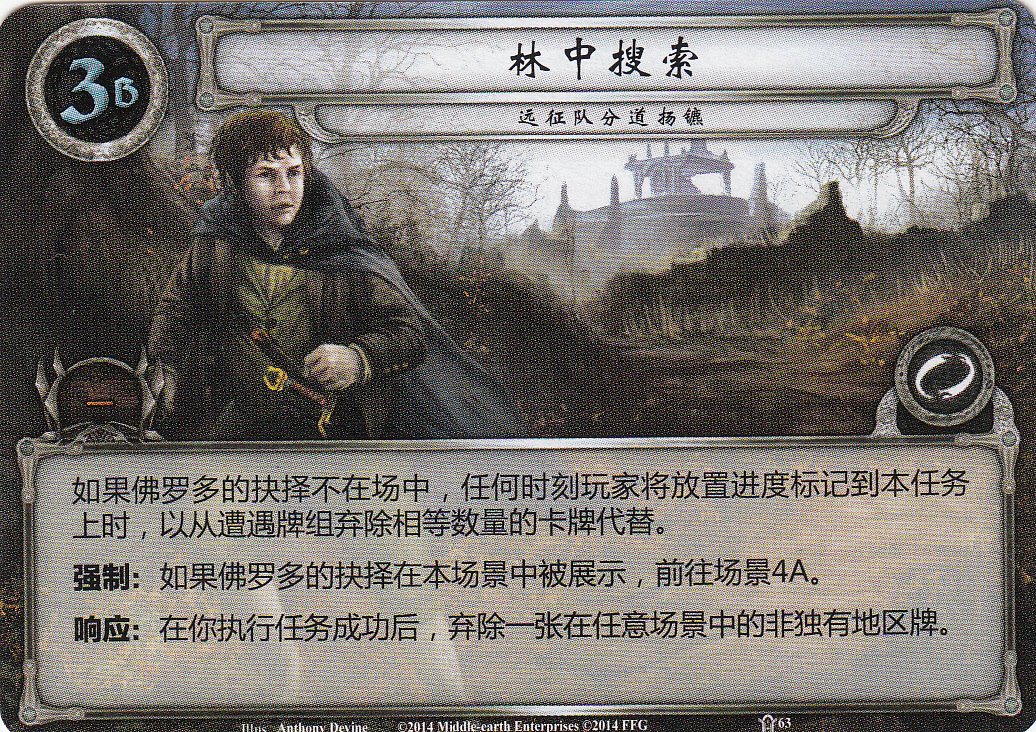 3B
林中搜索
远征队分道扬镳
如果佛罗多的抉择不在场中，任何时刻玩家将放置进度标记到本任务
上时，以从遭遇牌组弃除相等数量的卡牌代替。
强制：如果佛罗多的抉择在本场景中被展示，前往场景4A。
响应：在你执行任务成功后，弃除一张在任意场景中的非独有地区牌。
Illus. Anthony Devine ©2014 Middle-earth Enterprises ©2014 FFG 63